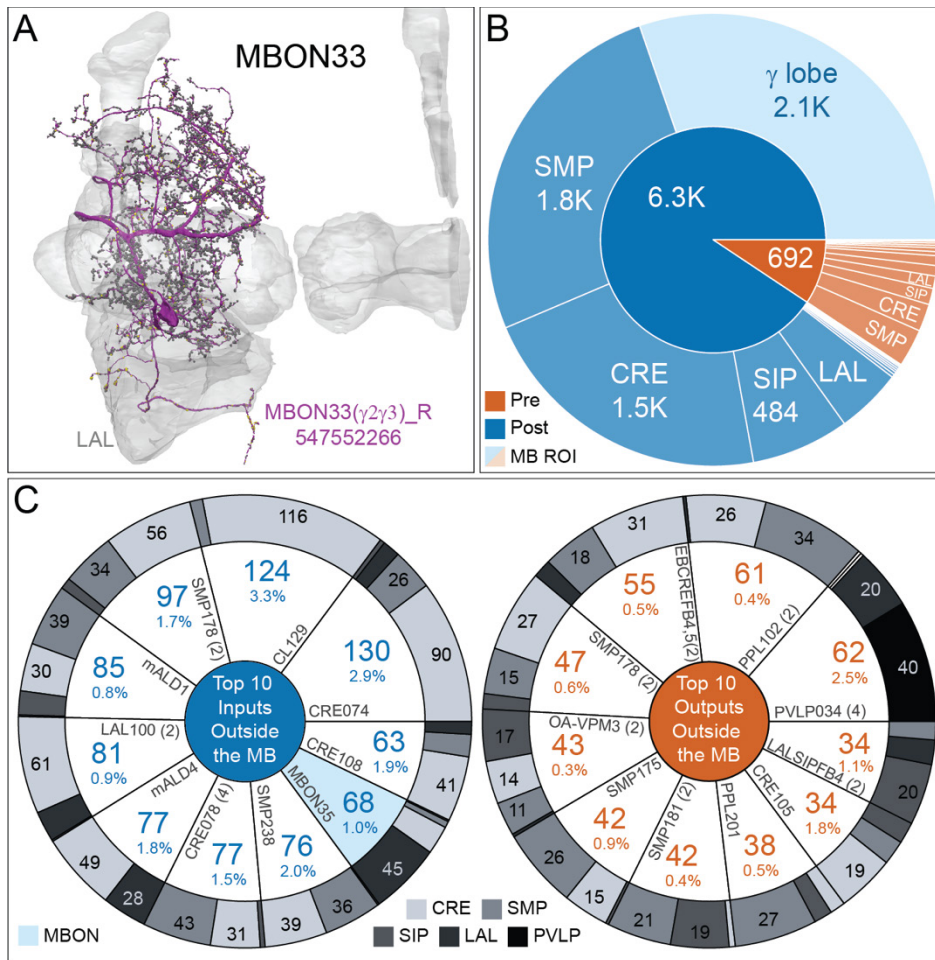 A
MBON33
LAL
MBON33(γ2γ3)_R
547552266
B
γ lobe
2.1K
SMP
1.8K
6.3K
692
LAL
SIP
CRE
SMP
CRE
1.5K
SIP
484
LAL
Pre
Post
MB ROI
C
Top 10
Inputs
Outside
the MB
116
124
3.3%
CL129
26
90
130
2.9%
CRE074
63
1.9%
CRE108
41
68
1.0%
MBON35
45
76
2.0%
SMP238
36
39
77
1.5%
CRE078 (4)
31
43
77
1.8%
mALD4
28
49
81
0.9%
LAL100 (2)
61
85
0.8%
mALD1
30
39
97
1.7%
SMP178 (2)
34
56
Top 10
Outputs
Outside
the MB
26
34
61
0.4%
PPL102 (2)
20
40
62
2.5%
PVLP034 (4)
34
1.1%
LALSIPFB4 (2)
20
34
1.8%
CRE105
19
38
0.5%
PPL201
27
42
0.4%
SMP181 (2)
19
21
42
0.9%
SMP175
15
26
11
43
0.3%
OA-VPM3 (2)
14
17
47
0.6%
SMP178 (2)
15
27
55
0.5%
EBCREFB4,5(2)
18
31
MBON
CRE
SMP
SIP
LAL
PVLP